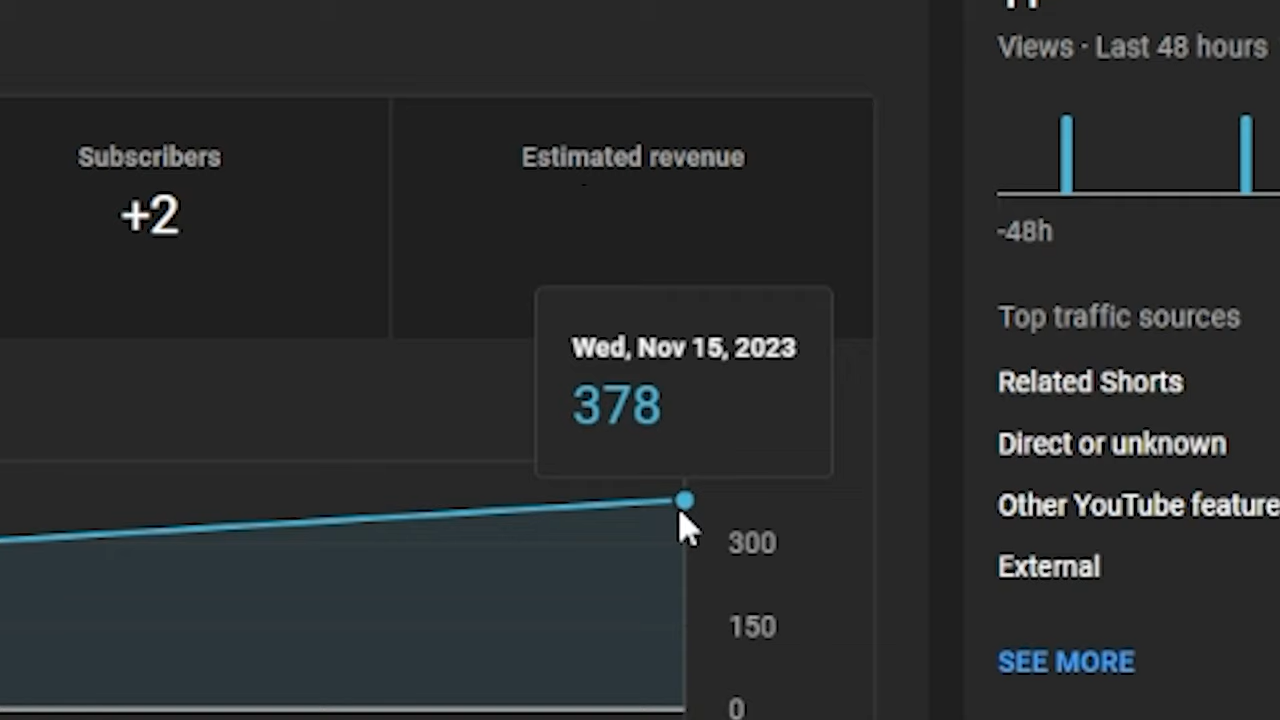 Views · Last 48 hours
Subscribers
+2
Estimated revenue
-48h
Wed, Nov 15, 2023
378
300
150
0
Top traffic sources
Related Shorts
Direct or unknown
Other YouTube feature
External
SEE MORE